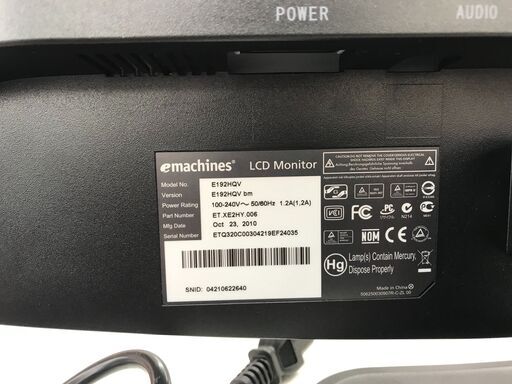 POWER
AUDIO
emachines® LCD Monitor
Model No. E192HQV
Version E192HQV bm
Power Rating 100-240V～ 50/60Hz 1.2A(1,2A)
Part Number ET.XE2HY.006
Mfg Date Oct 23, 2010
Serial Number ETQ320C00304219EF24035
SNID: 04210622640
N214
NOM
Hg
Lamp(s) Contain Mercury,
Dispose Properly
Made in China